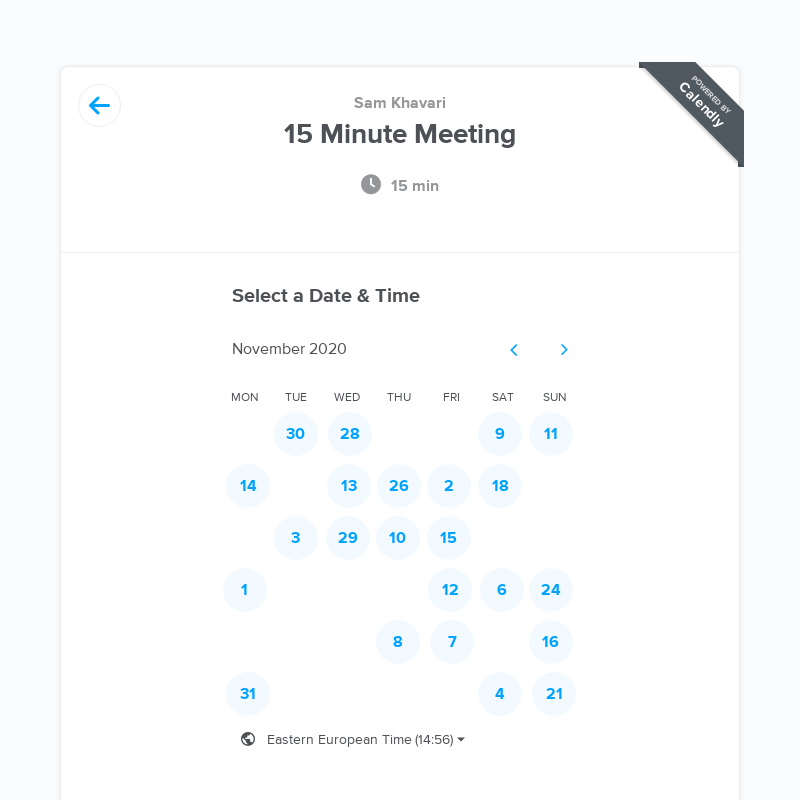 POWERED BY
Calendly
Sam Khavari
15 Minute Meeting
15 min
Select a Date & Time
November 2020
MON TUE WED THU FRI SAT SUN
30 28 9 11
14 13 26 2 18
3 29 10 15
1 12 6 24
8 7 16
31 4 21
Eastern European Time (14:56)